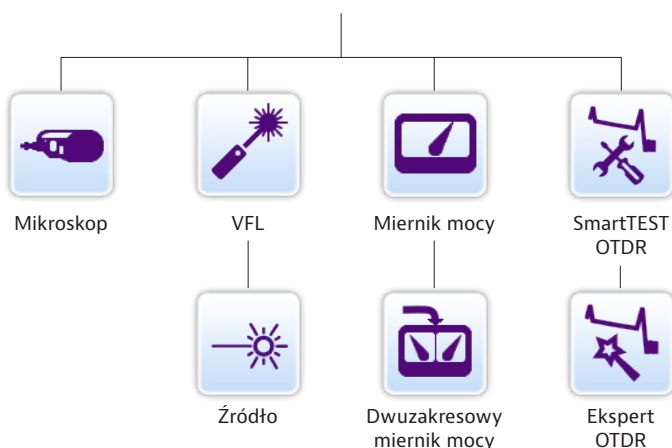 Mikroskop
VFL
Miernik mocy
SmartTEST
OTDR
Źródło
Dwuzakresowy
miernik mocy
Ekspert
OTDR